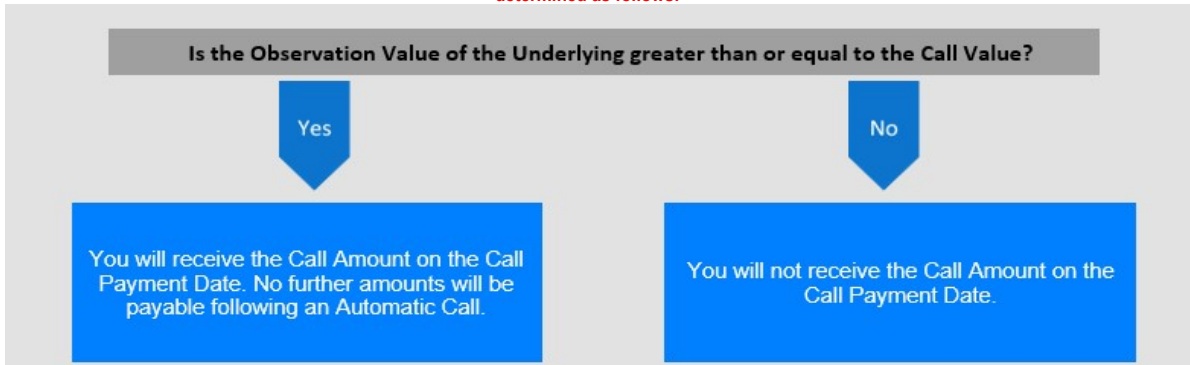 Is the Observation Value of the Underlying greater than or equal to the Call Value?
Yes
No
You will receive the Call Amount on the Call
Payment Date. No further amounts will be
payable following an Automatic Call.
You will not receive the Call Amount on the
Call Payment Date.